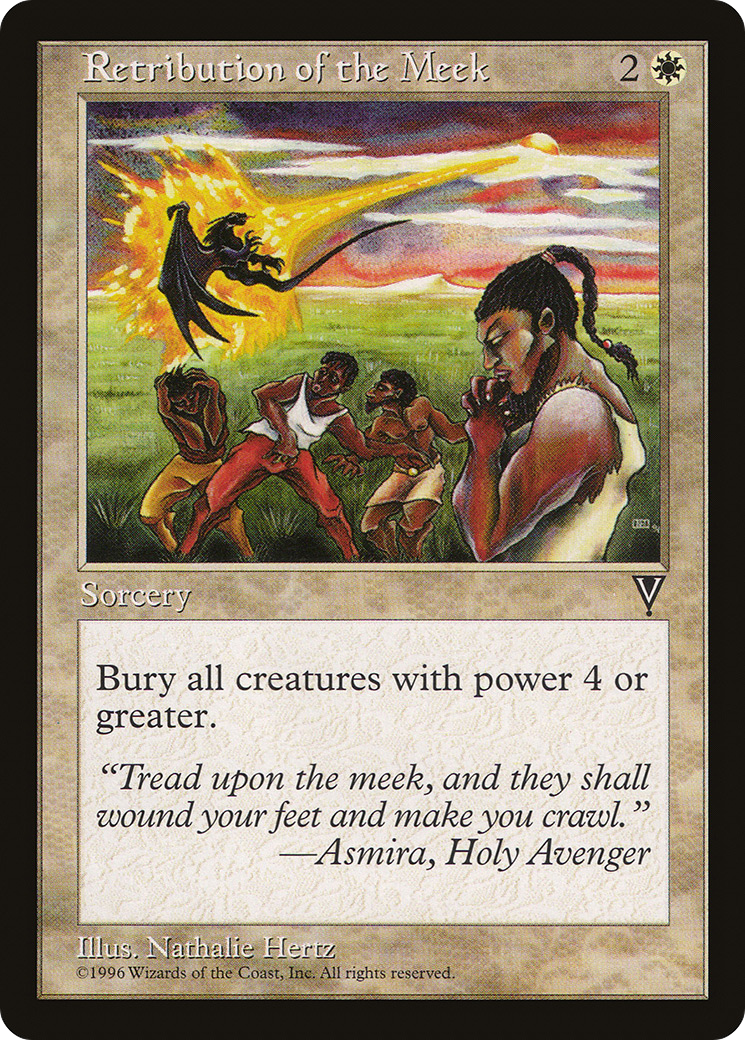 Retribution of the Meek 2
Sorcery
V
Bury all creatures with power 4 or
greater.
“Tread upon the meek, and they shall
wound your feet and make you crawl.”
—Asmira, Holy Avenger
Illus. Nathalie Hertz
©1996 Wizards of the Coast, Inc. All rights reserved.